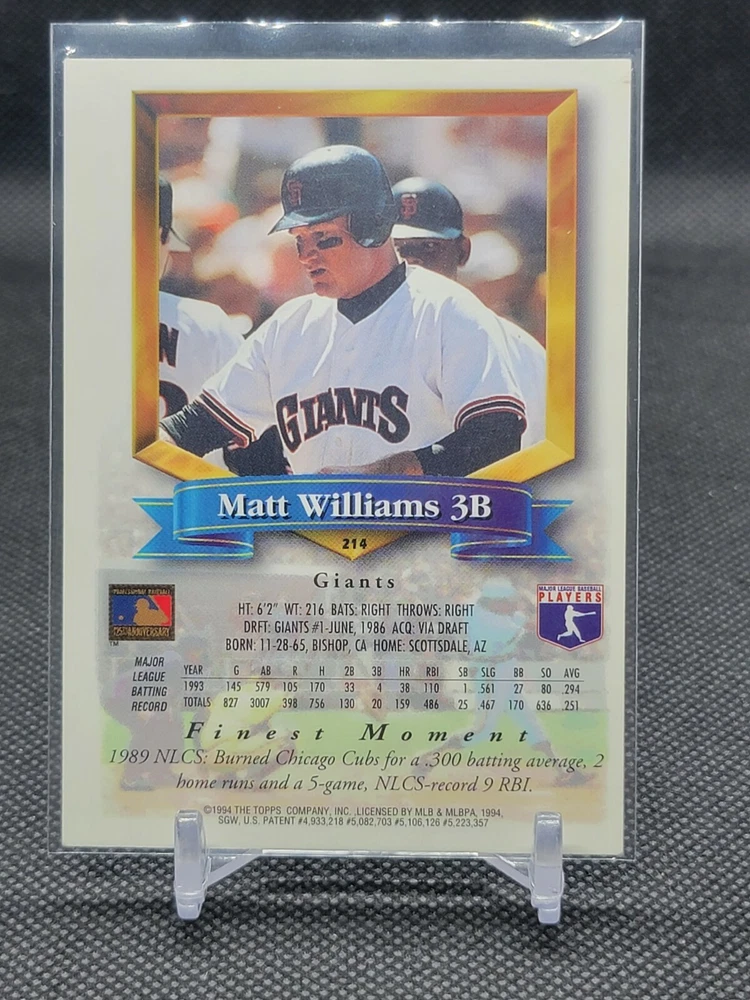 SF
SF
N
GIANTS
Matt Williams 3B
214
Giants
125TH ANNIVERSARY
TM
MAJOR LEAGUE BASEBALL
PLAYERS
HT: 6'2" WT: 216 BATS: RIGHT THROWS: RIGHT
DRFT: GIANTS #1-JUNE, 1986 ACQ: VIA DRAFT
BORN: 11-28-65, BISHOP, CA HOME: SCOTTSDALE, AZ
MAJOR
LEAGUE
BATTING
RECORD
YEAR G AB R H 2B 3B HR RBI SB SLG BB SO AVG
1993 145 579 105 170 33 4 38 110 1 .561 27 80 .294
TOTALS 827 3007 398 756 130 20 159 486 25 .467 170 636 .251
Finest Moment
1989 NLCS: Burned Chicago Cubs for a .300 batting average, 2
home runs and a 5-game, NLCS-record 9 RBI.
©1994 THE TOPPS COMPANY, INC. ,LICENSED BY MLB & MLBPA, 1994,
SGW, U.S. PATENT #4,933,218 #5,082,703 #5,106,126 #5,223,357